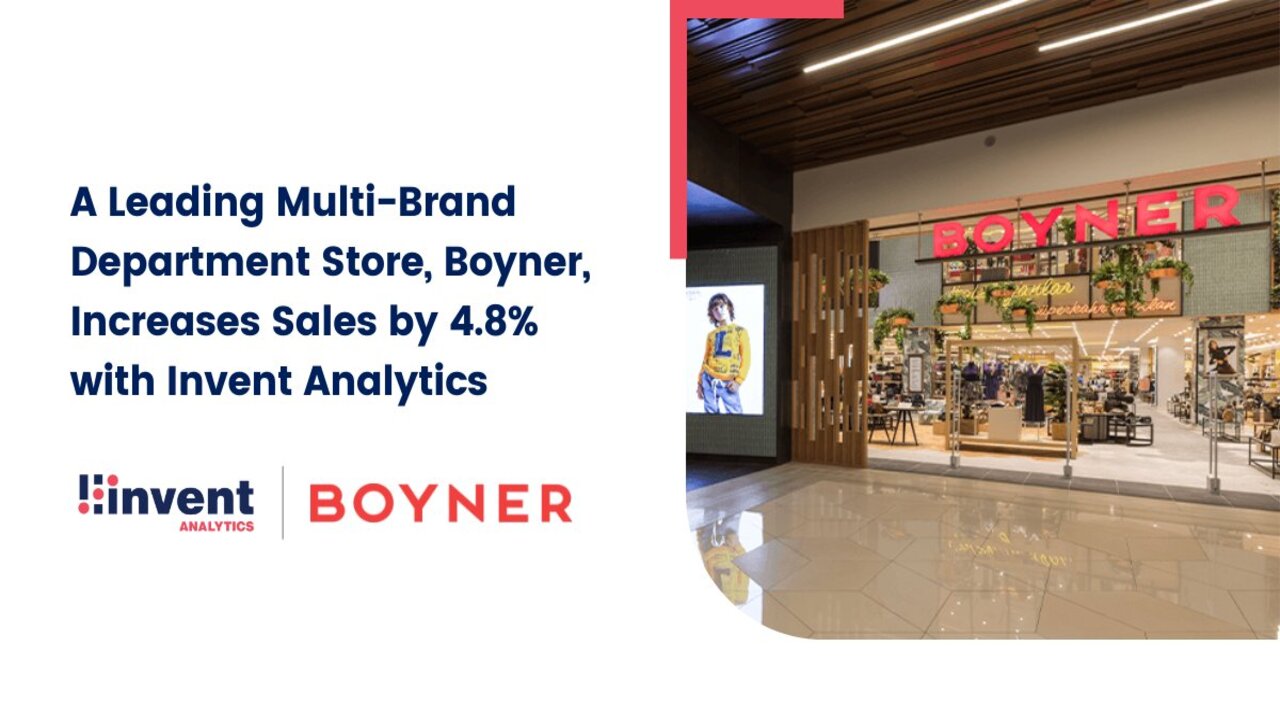 A Leading Multi-Brand
Department Store, Boyner,
Increases Sales by 4.8%
with Invent Analytics
invent
ANALYTICS
BOYNER
BOYNER
L